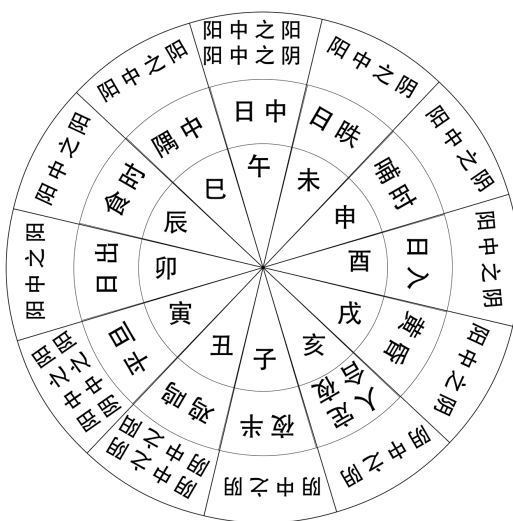 阳中之阳
阳中之阴
日中
午
阳中之阴
日昳
未
阳中之阴
哺时
申
阳中之阴
日入
酉
阳中之阴
黄昏
戌
阴中之阴
人定
合夜
亥
阴中之阴
夜半
子
阴中之阴
阴中之阳
鸡鸣
丑
阳中之阳
阴中之阳
平旦
寅
阳中之阳
日出
卯
阳中之阳
食时
辰
阳中之阳
隅中
巳